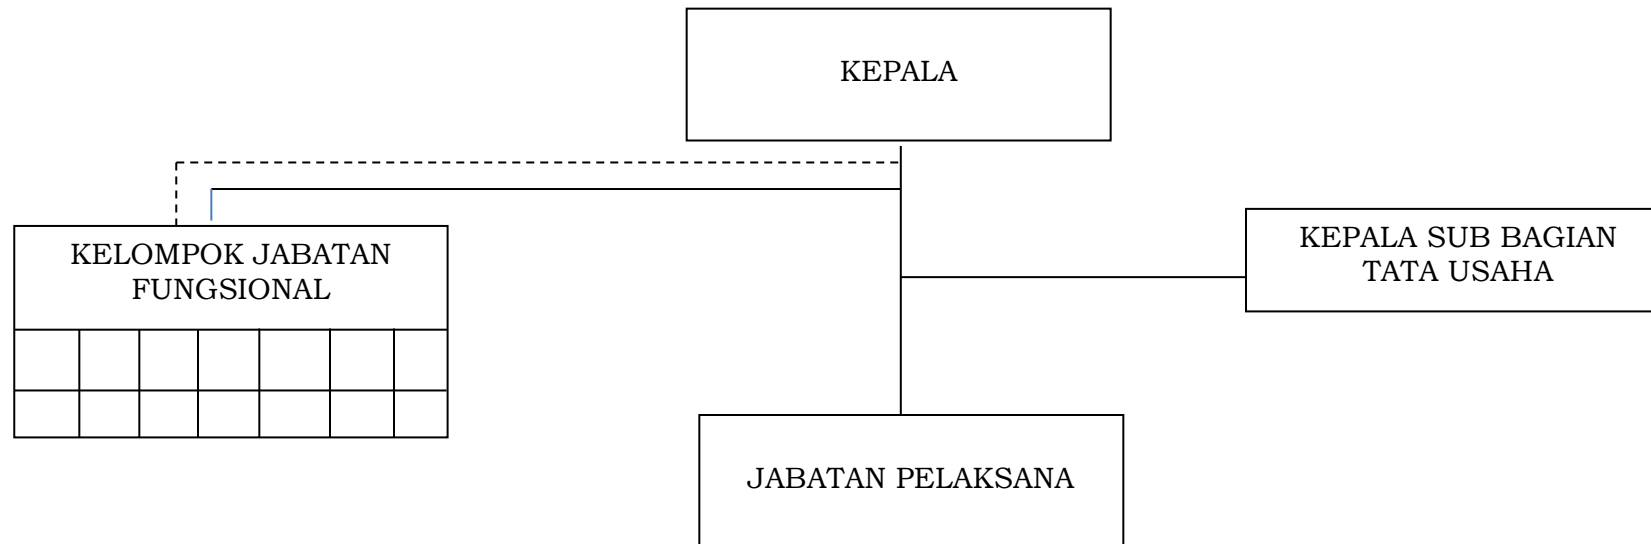 KEPALA
KELOMPOK JABATAN
FUNGSIONAL
KEPALA SUB BAGIAN
TATA USAHA
JABATAN PELAKSANA